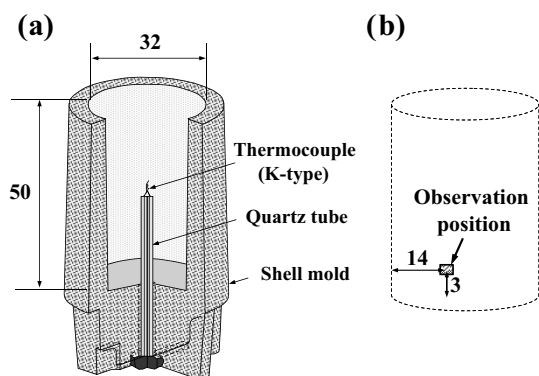 (a)
32
50
Thermocouple
(K-type)
Quartz tube
Shell mold
(b)
Observation
position
14
3